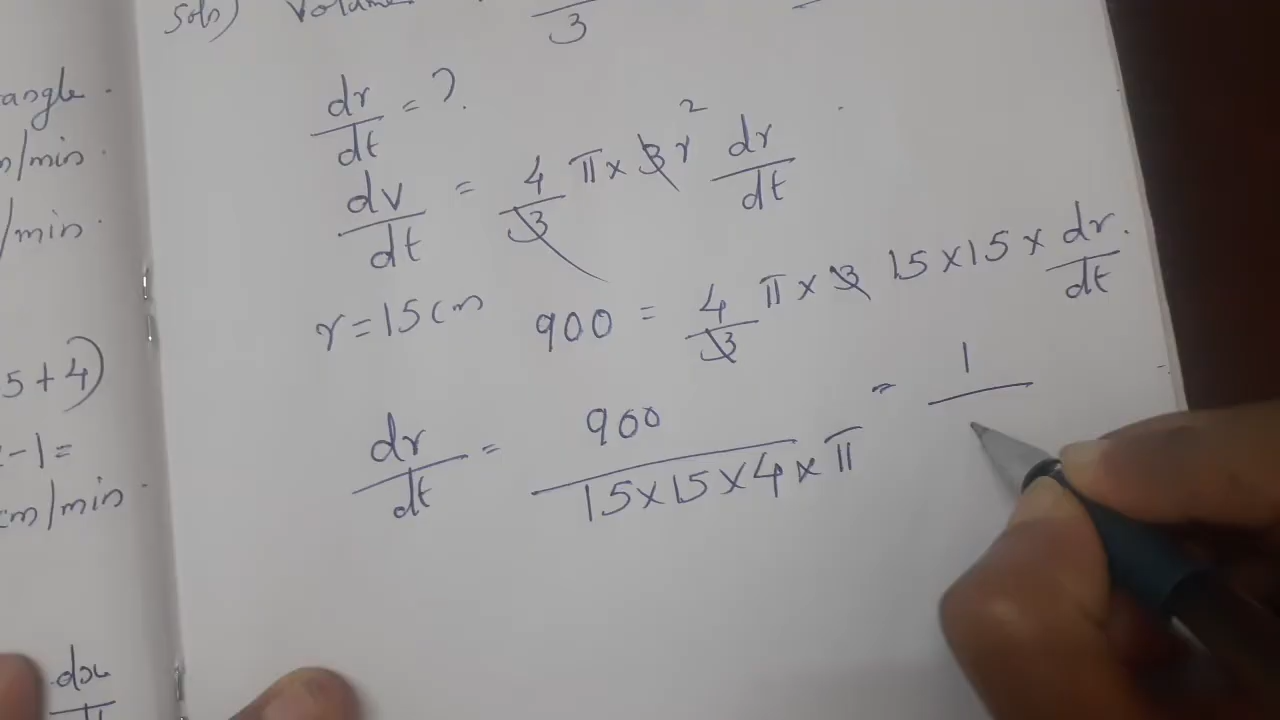 Soln) Volume
3
dr/dt = ?.
dv/dt = 4/3 π × 3 r² dr/dt
r = 15 cm 900 = 4/3 π × 3 15 × 15 × dr/dt.
dr/dt = 900/15×15×4×π = 1/
angle.
/min.
/min.
5 + 4)
- 1 =
cm/min.